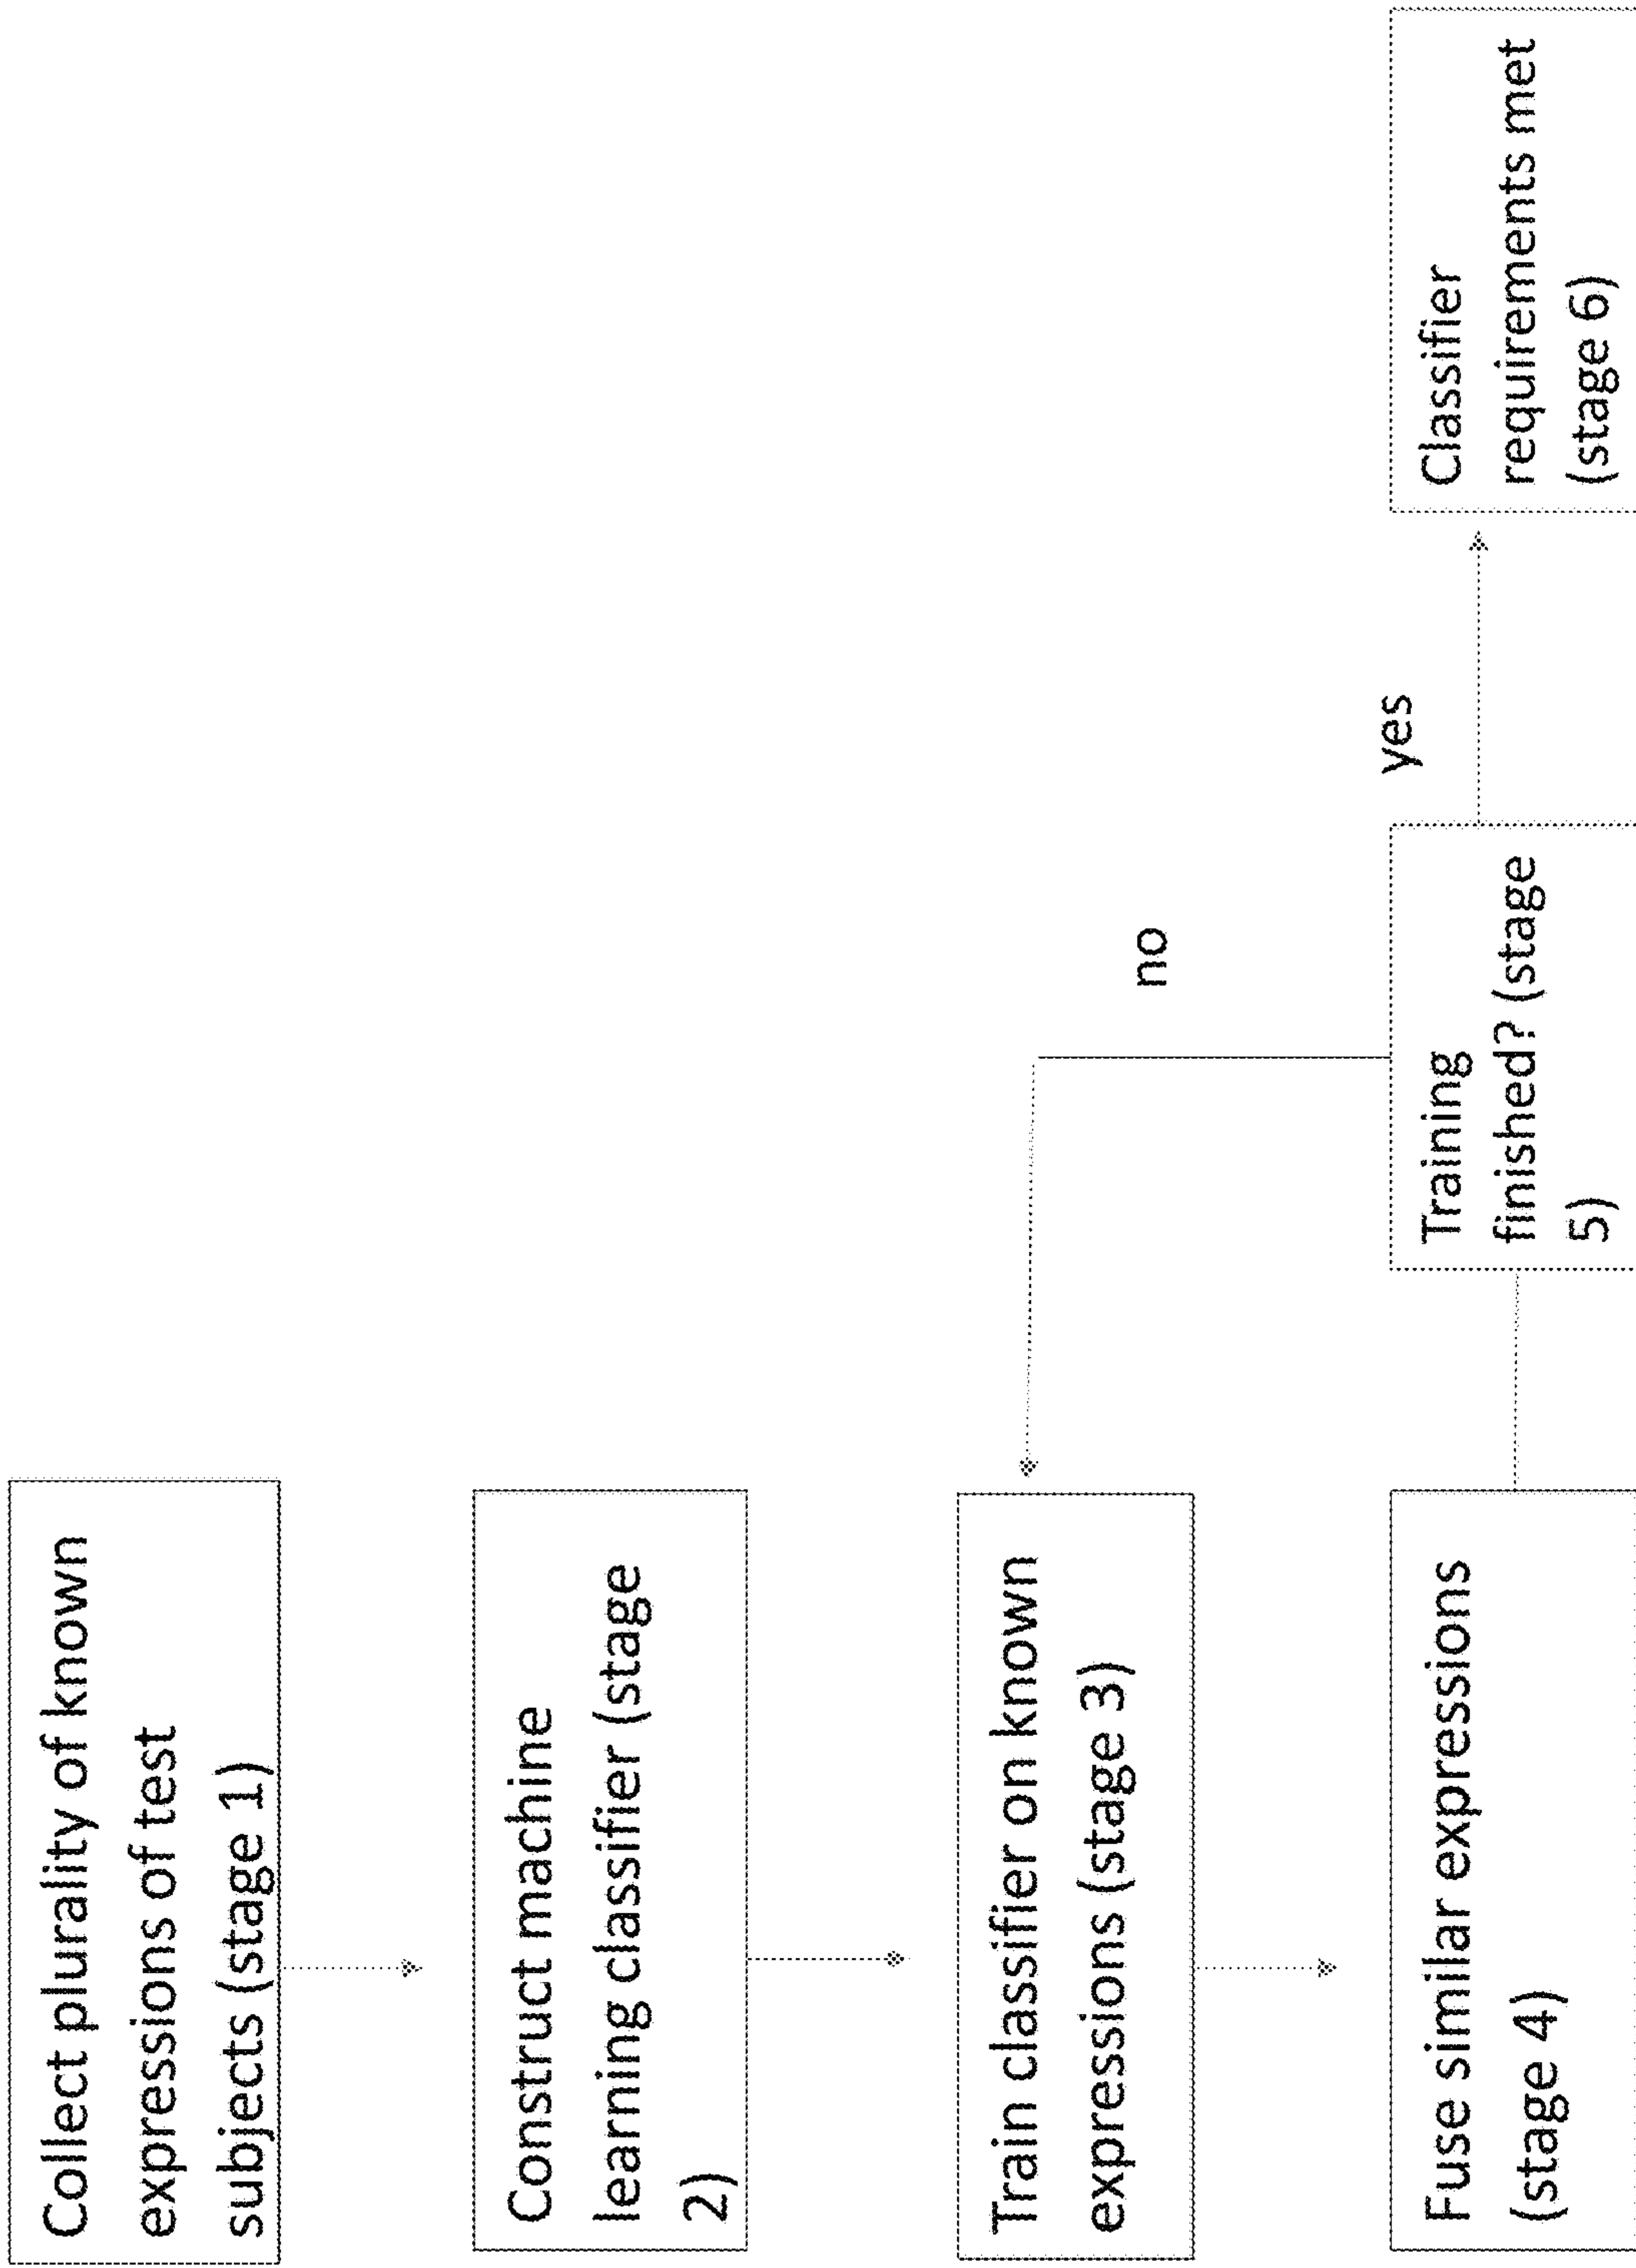 Collect plurality of known
expressions of test
subjects (stage 1)
Construct machine
learning classifier (stage
2)
Train classifier on known
expressions (stage 3)
no
Fuse similar expressions
(stage 4)
Training
finished? (stage
5)
yes
Classifier
requirements met
(stage 6)